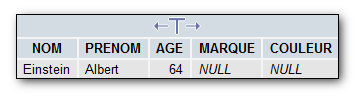 ←T→
NOM PRENOM AGE MARQUE COULEUR
Einstein Albert 64 NULL NULL